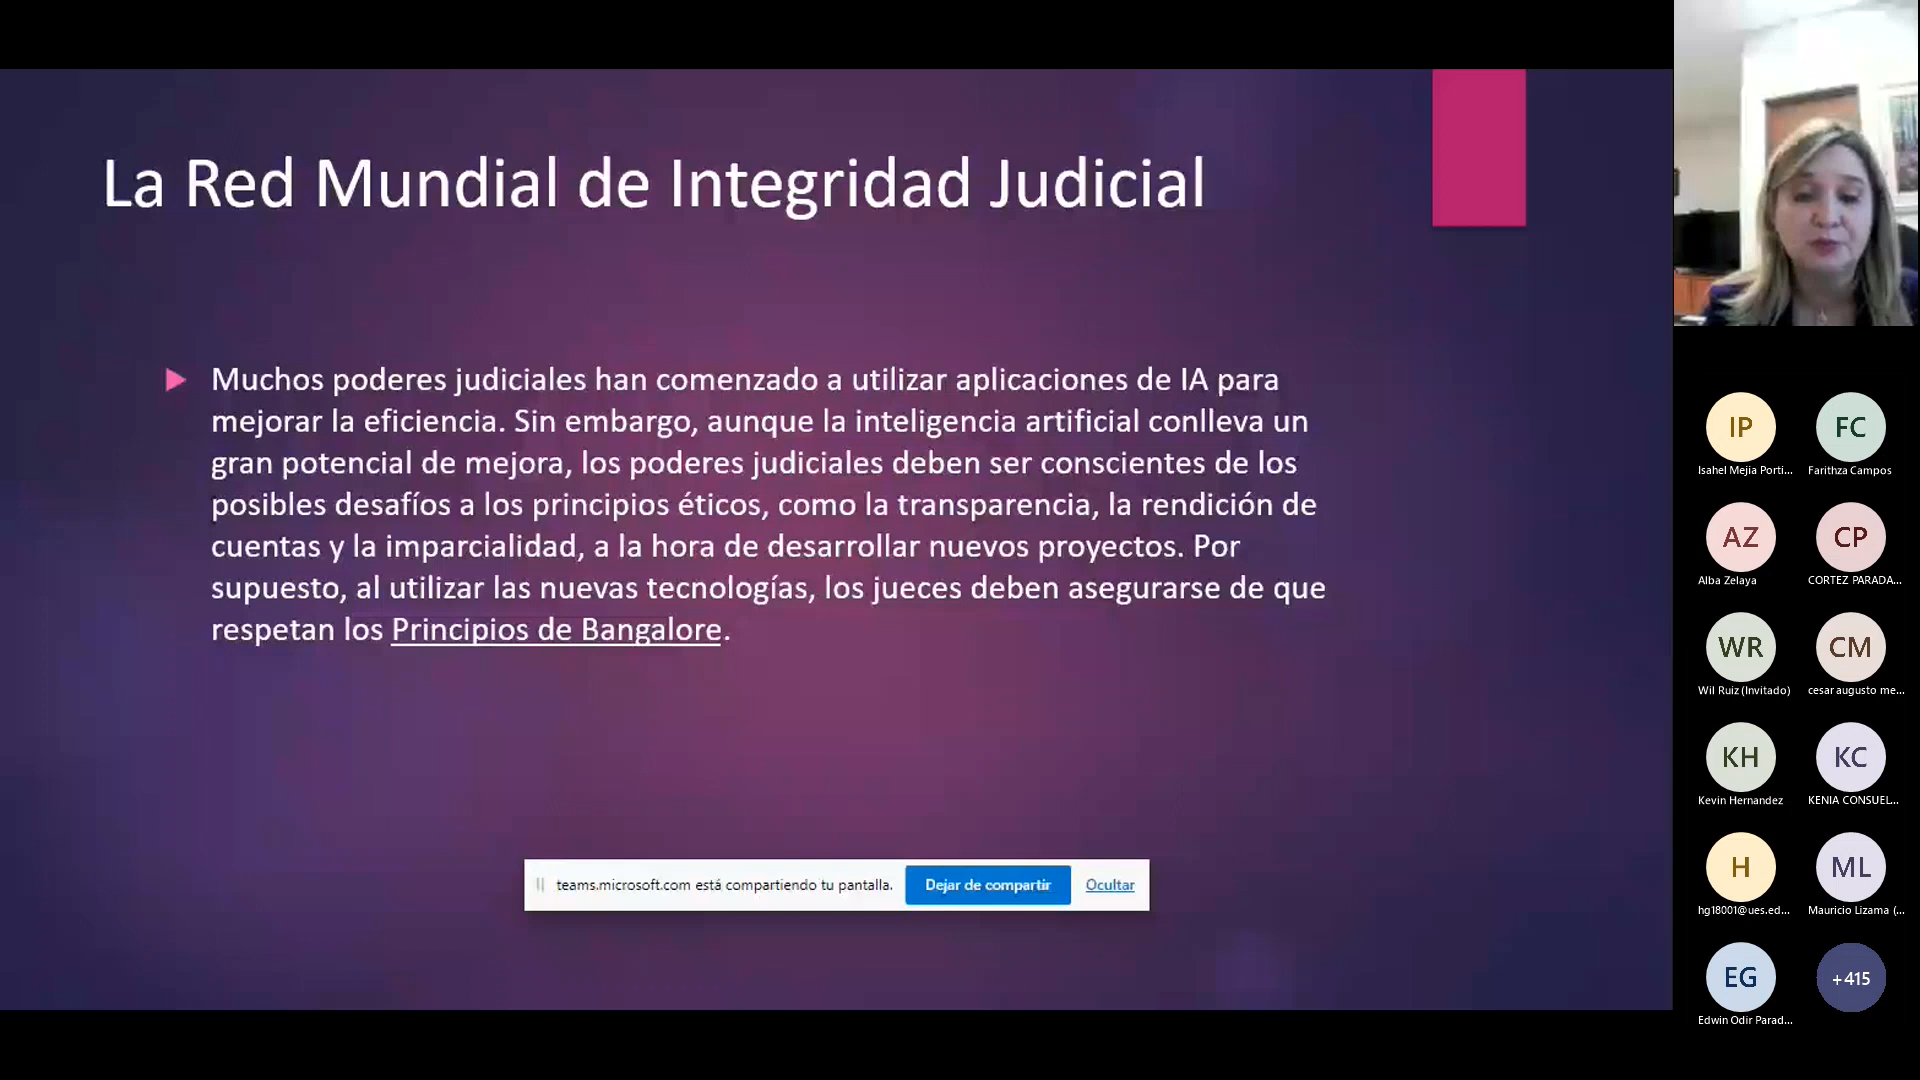 La Red Mundial de Integridad Judicial
Muchos poderes judiciales han comenzado a utilizar aplicaciones de IA para
mejorar la eficiencia. Sin embargo, aunque la inteligencia artificial conlleva un
gran potencial de mejora, los poderes judiciales deben ser conscientes de los
posibles desafíos a los principios éticos, como la transparencia, la rendición de
cuentas y la imparcialidad, a la hora de desarrollar nuevos proyectos. Por
supuesto, al utilizar las nuevas tecnologías, los jueces deben asegurarse de que
respetan los Principios de Bangalore.
teams.microsoft.com está compartiendo tu pantalla.
Dejar de compartir
Ocultar
IP
FC
Isahel Mejia Porti...
Farithza Campos
AZ
CP
Alba Zelaya
CORTEZ PARADA...
WR
CM
Wil Ruiz (Invitado)
cesar augusto me...
KH
KC
Kevin Hernandez
KENIA CONSUEL...
H
ML
hg18001@ues.ed...
Mauricio Lizama (...
EG
+415
Edwin Odir Parad...